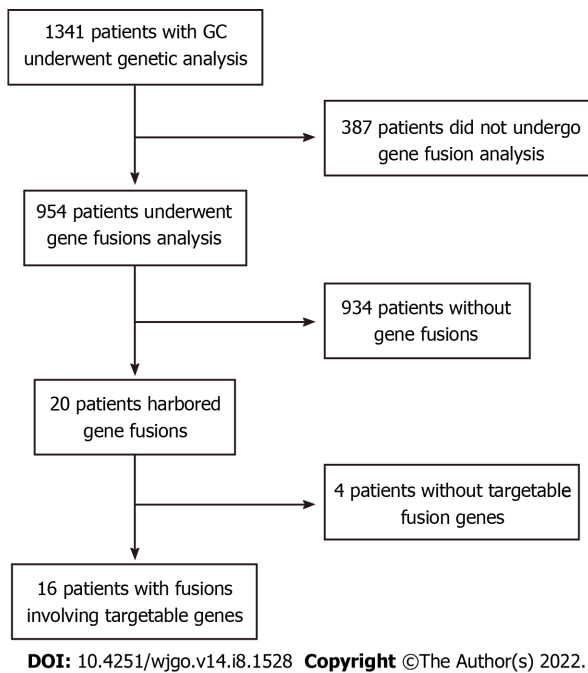 1341 patients with GC
underwent genetic analysis
387 patients did not undergo
gene fusion analysis
954 patients underwent
gene fusions analysis
934 patients without
gene fusions
20 patients harbored
gene fusions
4 patients without targetable
fusion genes
16 patients with fusions
involving targetable genes
DOI: 10.4251/wjgo.v14.i8.1528 Copyright ©The Author(s) 2022.